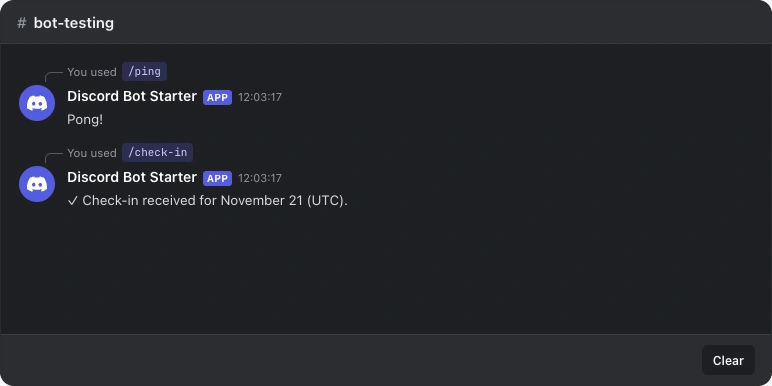 # bot-testing
You used /ping
Discord Bot Starter APP 12:03:17
Pong!
You used /check-in
Discord Bot Starter APP 12:03:17
✓ Check-in received for November 21 (UTC).
Clear